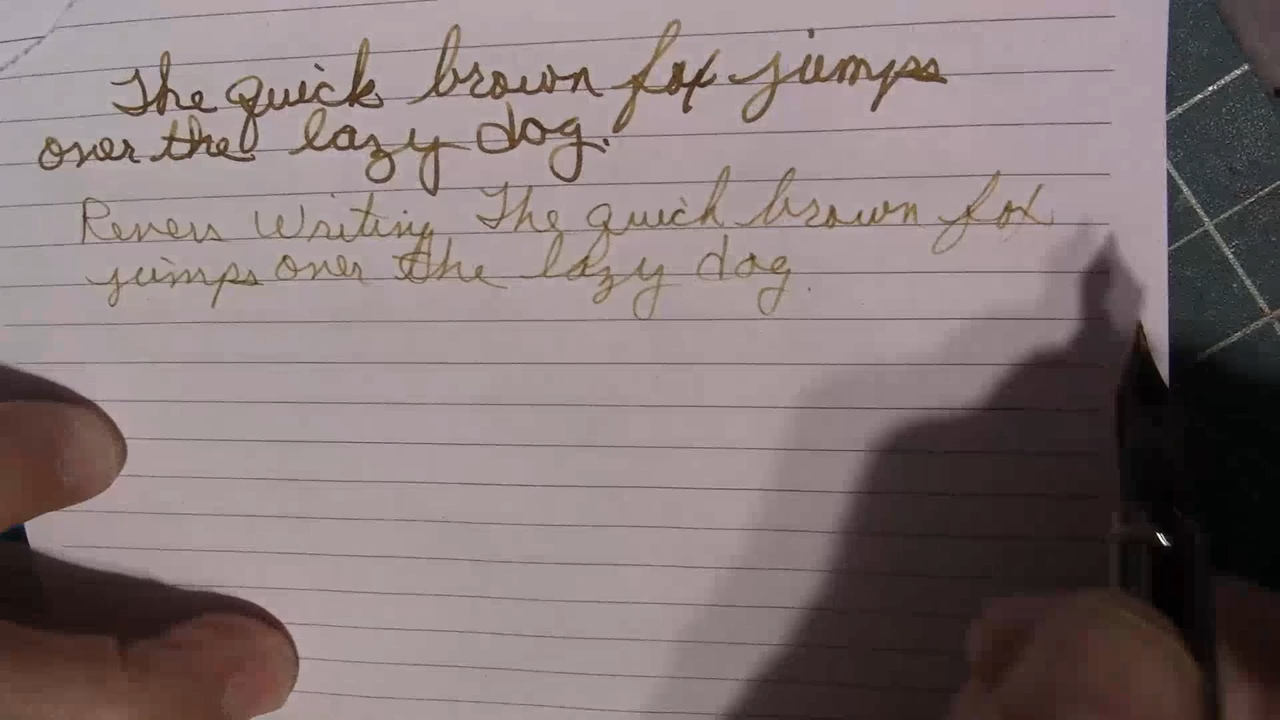 The quick brown fox jumps
over the lazy dog.
Revers Writing The quick brown fox
jumps over the lazy dog.